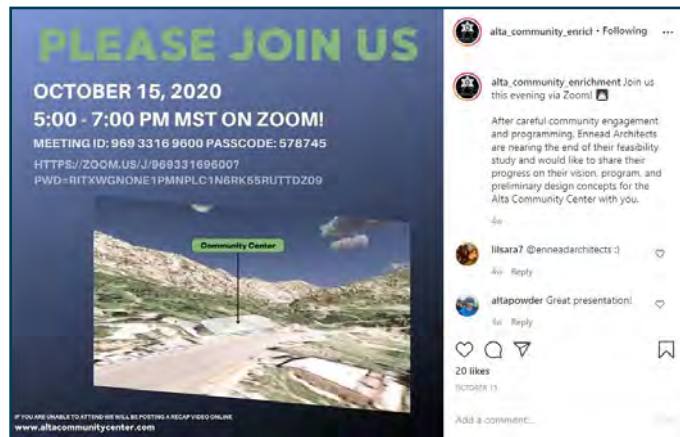 PLEASE JOIN US
OCTOBER 15, 2020
5:00 - 7:00 PM MST ON ZOOM!
MEETING ID: 969 3316 9600 PASSCODE: 578745
HTTPS://ZOOM.US/J/96933169600?
PWD=RITXWGNONE1PMNPLC1N6RK55RUTTDZ09
Community Center
IF YOU ARE UNABLE TO ATTEND WE WILL BE POSTING A RECAP VIDEO ONLINE
www.altacommunitycenter.com
alta_community_enricl • Following ...
alta_community_enrichment Join us
this evening via Zoom!
After careful community engagement
and programming, Ennead Architects
are nearing the end of their feasibility
study and would like to share their
progress on their vision, program, and
preliminary design concepts for the
Alta Community Center with you.
4w
lilsara7 @enneadarchitects :)
4w Reply
altapowder Great presentation!
4w Reply
20 likes
OCTOBER 15
Add a comment...